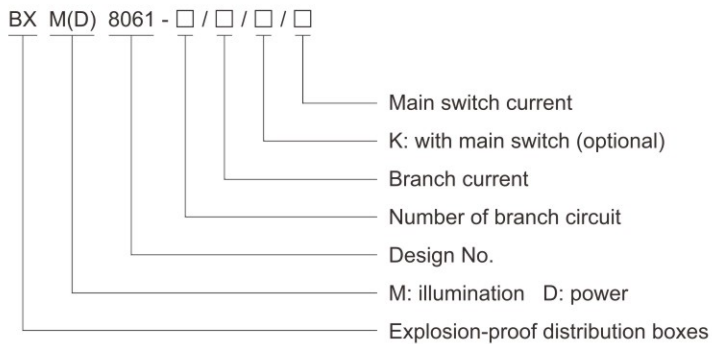 BX M(D) 8061 - □ / □ / □ / □
Main switch current
K: with main switch (optional)
Branch current
Number of branch circuit
Design No.
M: illumination D: power
Explosion-proof distribution boxes